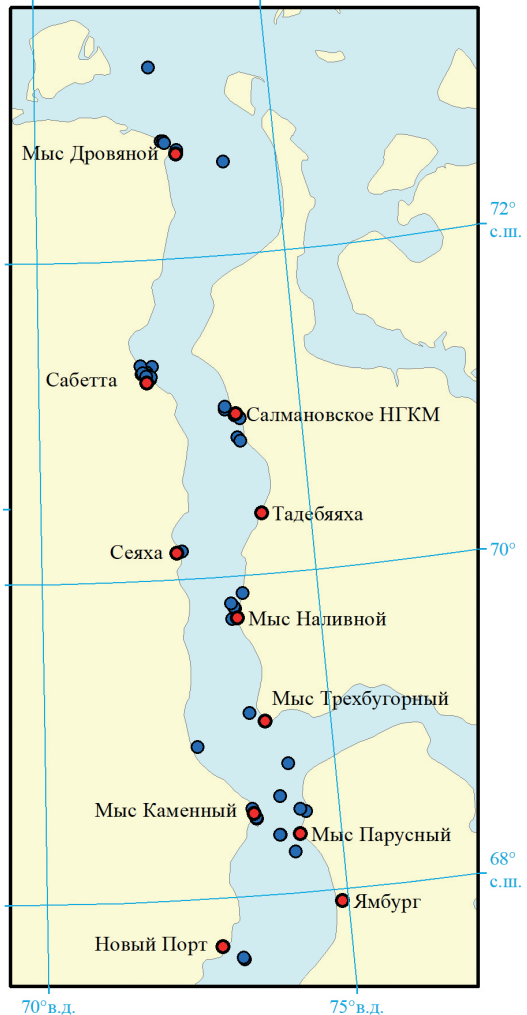 Мыс Дровяной
72°
с.ш.
Сабетта
Салмановское НГКМ
Тадебяяха
Сеяха
70°
Мыс Наливной
Мыс Трехбугорный
Мыс Каменный
Мыс Парусный
68°
с.ш.
Ямбург
Новый Порт
70°в.д.
75°в.д.